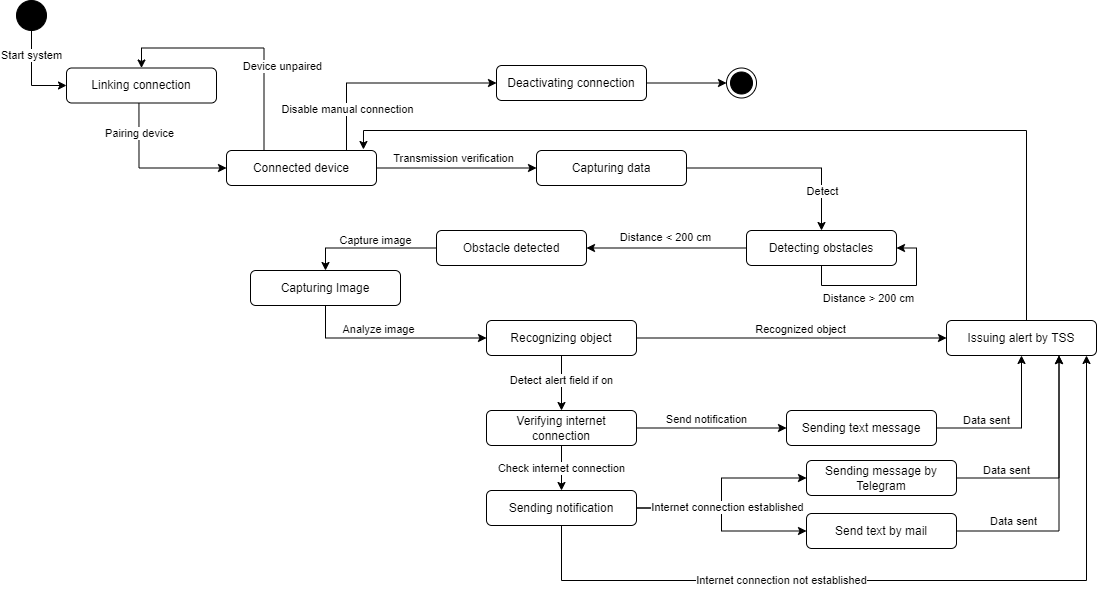 Start system
Device unpaired
Linking connection
Deactivating connection
Disable manual connection
Pairing device
Transmission verification
Connected device
Capturing data
Detect
Distance < 200 cm
Capture image
Obstacle detected
Detecting obstacles
Capturing Image
Distance > 200 cm
Analyze image
Recognized object
Recognizing object
Issuing alert by TSS
Detect alert field if on
Send notification
Data sent
Verifying internet
connection
Sending text message
Check internet connection
Sending message by
Telegram
Data sent
Sending notification
Internet connection established
Data sent
Send text by mail
Internet connection not established